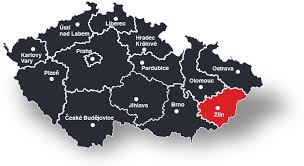 Liberec
Ústí
nad Labem
Hradec
Králové
Karlovy
Vary
Praha
Pardubice
Ostrava
Plzeň
Olomouc
Jihlava
Brno
Zlín
České Budějovice